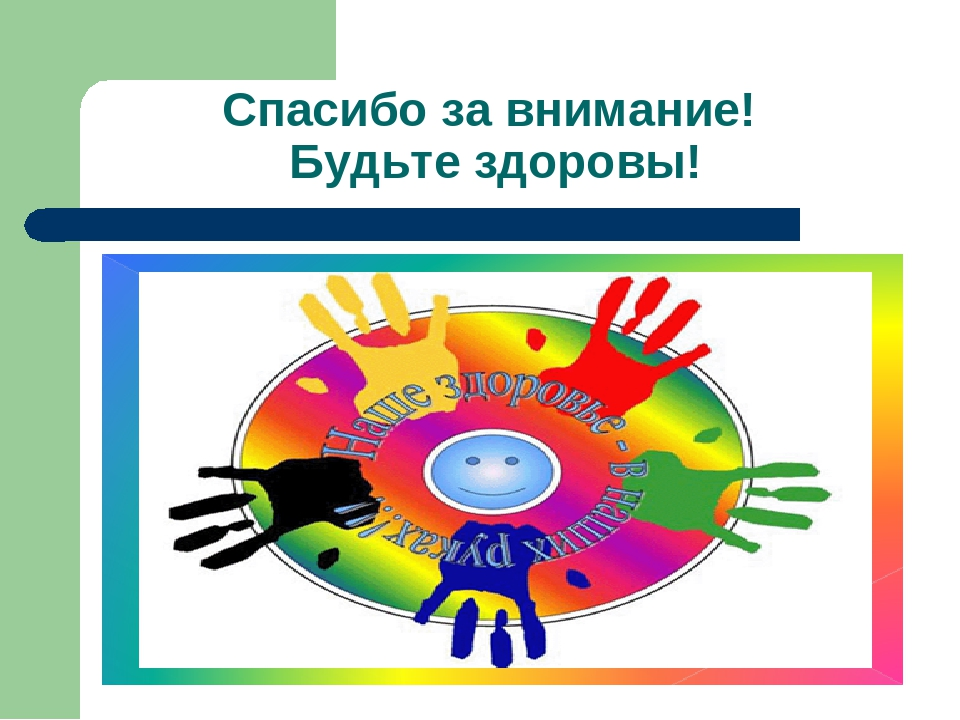 Спасибо за внимание!
Будьте здоровы!
Наше здоровье - в наших руках!..